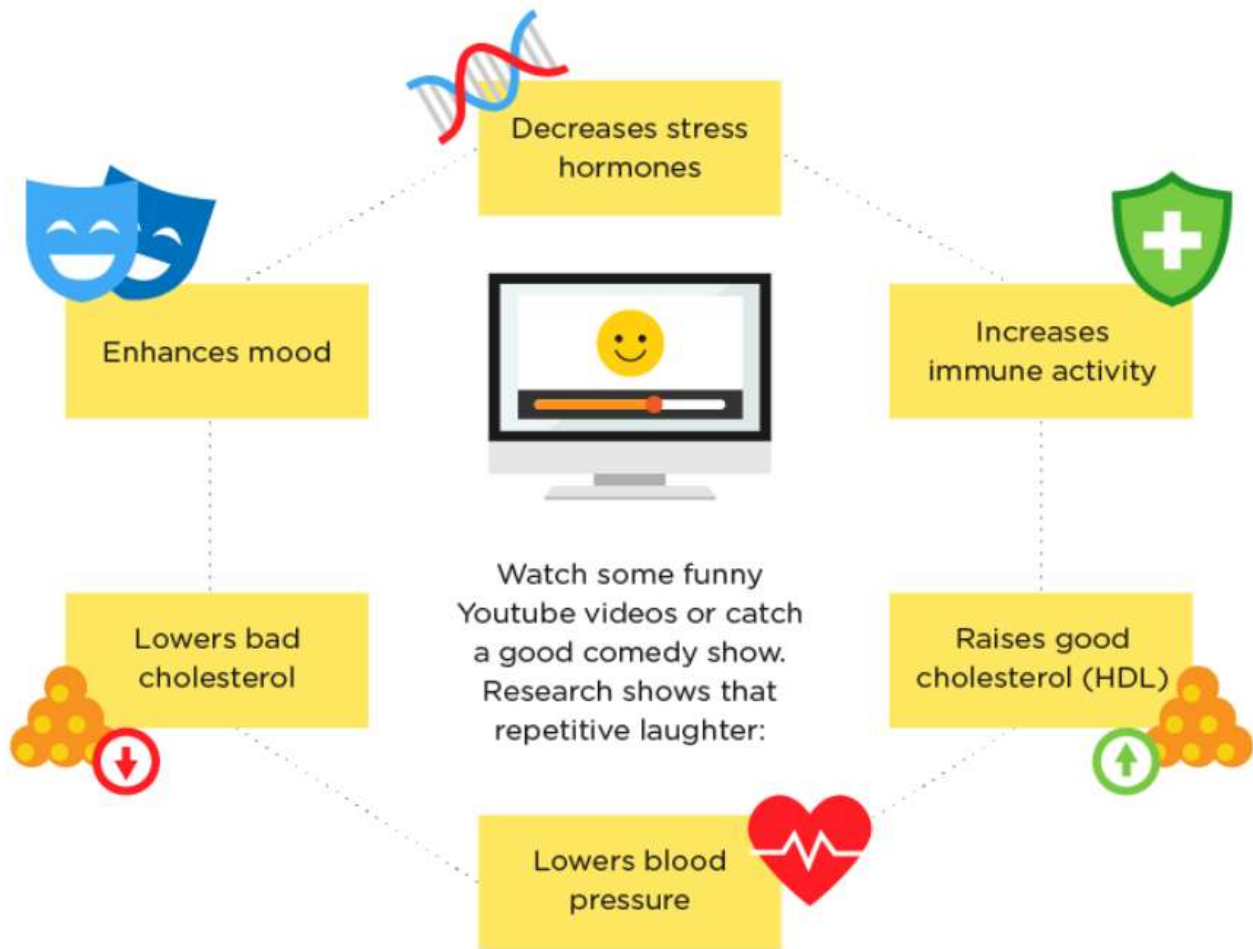 Decreases stress
hormones
Enhances mood
Increases
immune activity
Watch some funny
Youtube videos or catch
a good comedy show.
Research shows that
repetitive laughter:
Lowers bad
cholesterol
Raises good
cholesterol (HDL)
Lowers blood
pressure